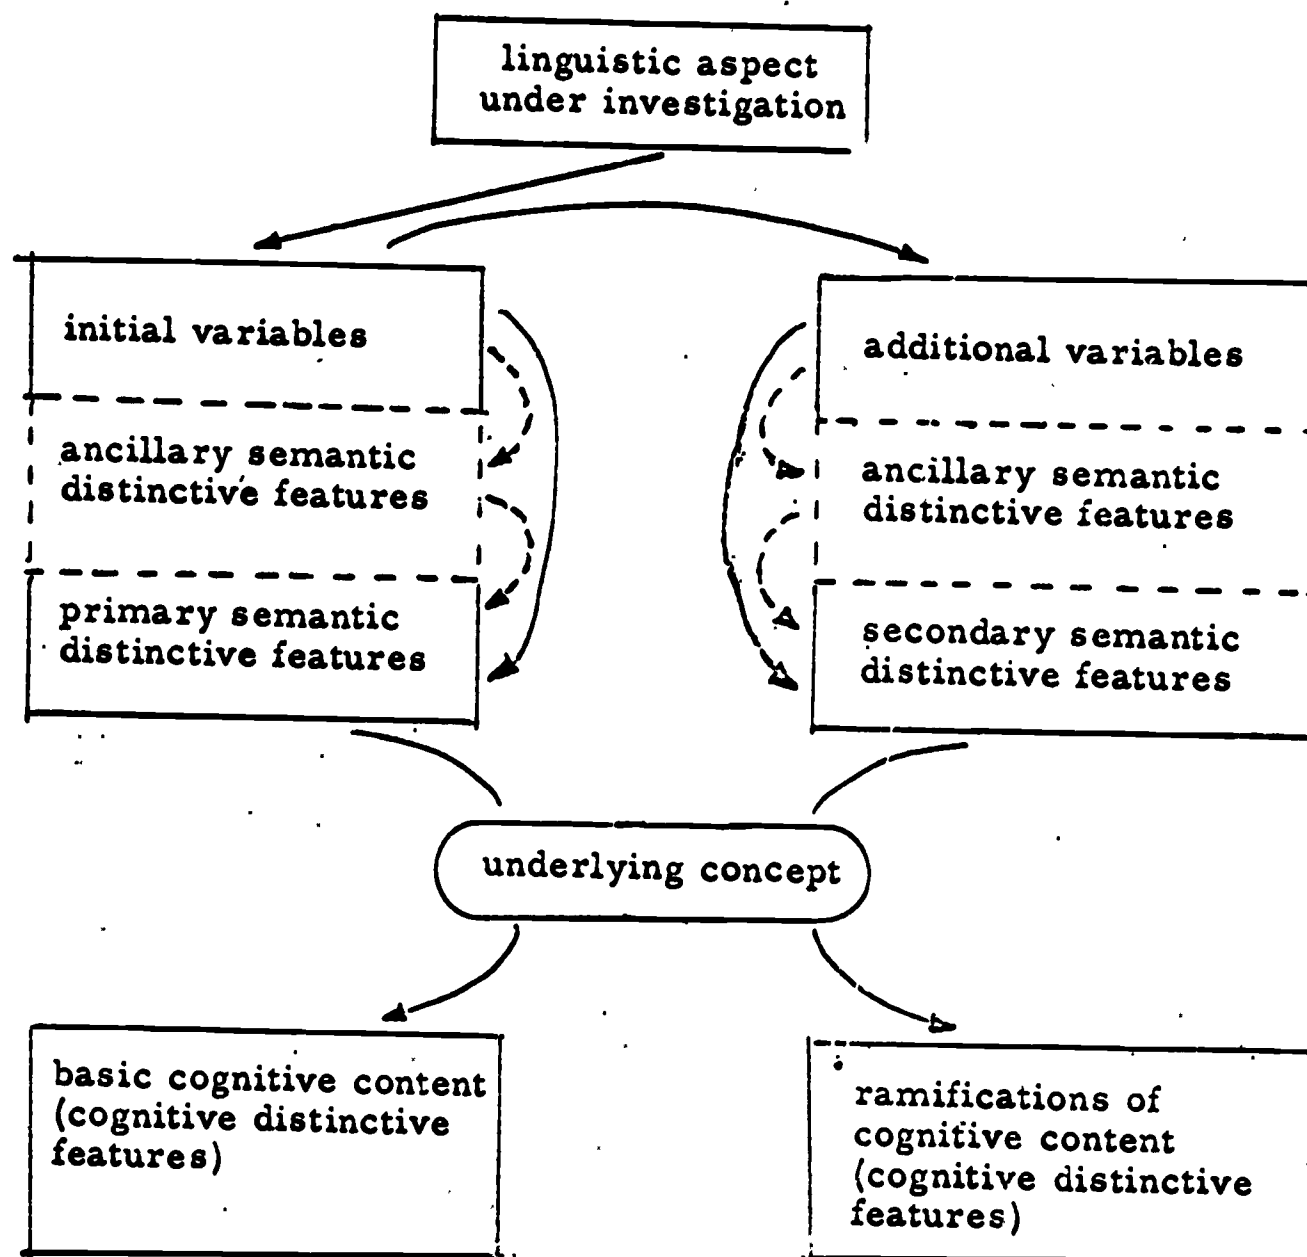 linguistic aspect
under investigation
initial variables
ancillary semantic
distinctive features
primary semantic
distinctive features
additional variables
ancillary semantic
distinctive features
secondary semantic
distinctive features
underlying concept
basic cognitive content
(cognitive distinctive
features)
ramifications of
cognitive content
(cognitive distinctive
features)